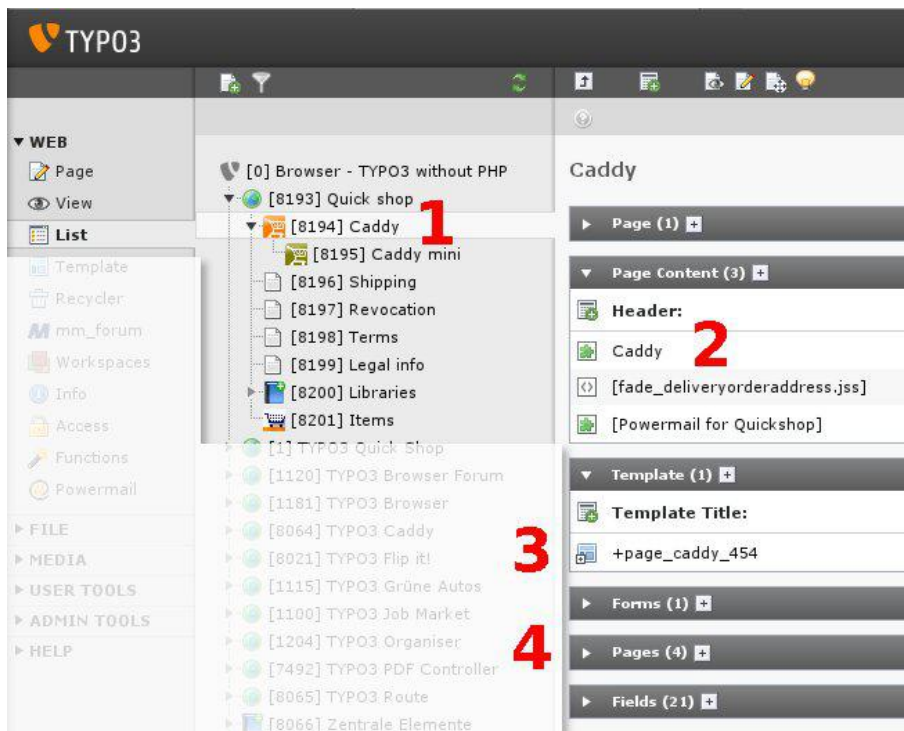 TYPO3
WEB
Page
View
List
Template
Recycler
mm_forum
Workspaces
Info
Access
Functions
Powermail
FILE
MEDIA
USER TOOLS
ADMIN TOOLS
HELP
[0] Browser - TYPO3 without PHP
[8193] Quick shop
[8194] Caddy
1
[8195] Caddy mini
[8196] Shipping
[8197] Revocation
[8198] Terms
[8199] Legal info
[8200] Libraries
[8201] Items
[1] TYPO3 Quick Shop
[1120] TYPO3 Browser Forum
[1181] TYPO3 Browser
[8064] TYPO3 Caddy
[8021] TYPO3 Flip it!
[1115] TYPO3 Grüne Autos
[1100] TYPO3 Job Market
[1204] TYPO3 Organiser
[7492] TYPO3 PDF Controller
[8065] TYPO3 Route
[8066] Zentrale Elemente
Caddy
Page (1)
Page Content (3)
Header:
Caddy
2
[fade_deliveryorderaddress.jss]
[Powermail for Quickshop]
Template (1)
Template Title:
3
+page_caddy_454
Forms (1)
4
Pages (4)
Fields (21)